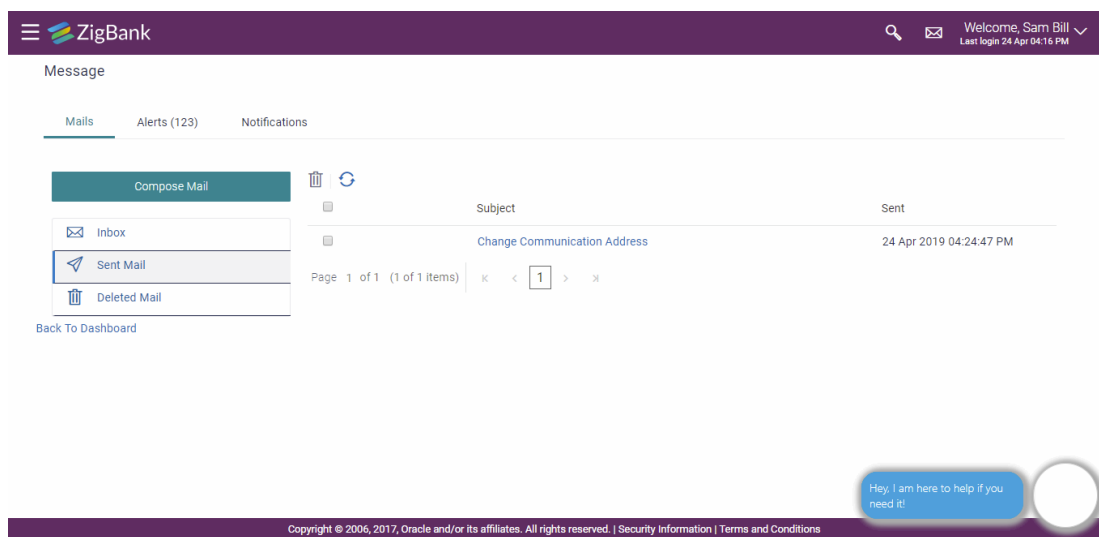 ZigBank
Welcome, Sam Bill
Last login 24 Apr 04:16 PM
Message
Mails Alerts (123) Notifications
Compose Mail
Inbox
Sent Mail
Deleted Mail
Back To Dashboard
Subject Sent
Change Communication Address 24 Apr 2019 04:24:47 PM
Page 1 of 1 (1 of 1 items) 1
Hey, I am here to help if you
need it!
Copyright © 2006, 2017, Oracle and/or its affiliates. All rights reserved. | Security Information | Terms and Conditions